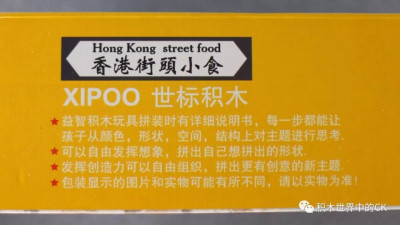 Hong Kong street food
香港街頭小食
XIPOO 世标积木
★益智积木玩具拼装时有详细说明书，每一步都能让
孩子从颜色，形状，空间，结构上对主题进行思考.
★可以自由发挥想象，拼出自己想拼出的形状.
★发挥创造力可以自由组织，拼出更有创意的新主题.
★包装显示的图片和实物可能有所不同，请以实物为准！
积木世界中的CK